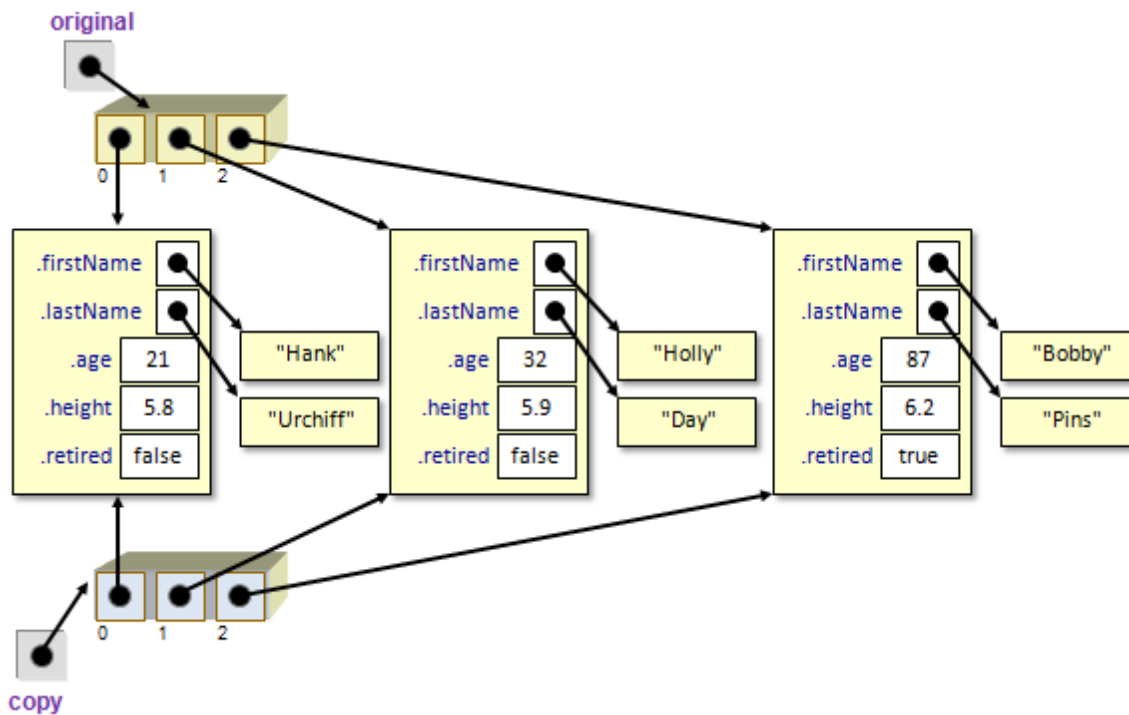 original
0 1 2
.firstName .firstName .firstName
.lastName .lastName .lastName
"Hank" "Holly" "Bobby"
.age 21 .age 32 .age 87
.height 5.8 .height 5.9 .height 6.2
"Urchiff" "Day" "Pins"
.retired false .retired false .retired true
0 1 2
copy